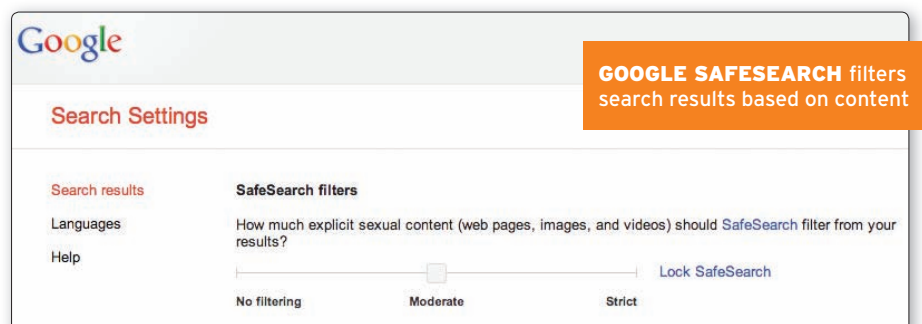 Google
GOOGLE SAFESEARCH filters
search results based on content
Search Settings
Search results
Languages
Help
SafeSearch filters
How much explicit sexual content (web pages, images, and videos) should SafeSearch filter from your
results?
Lock SafeSearch
No filtering Moderate Strict